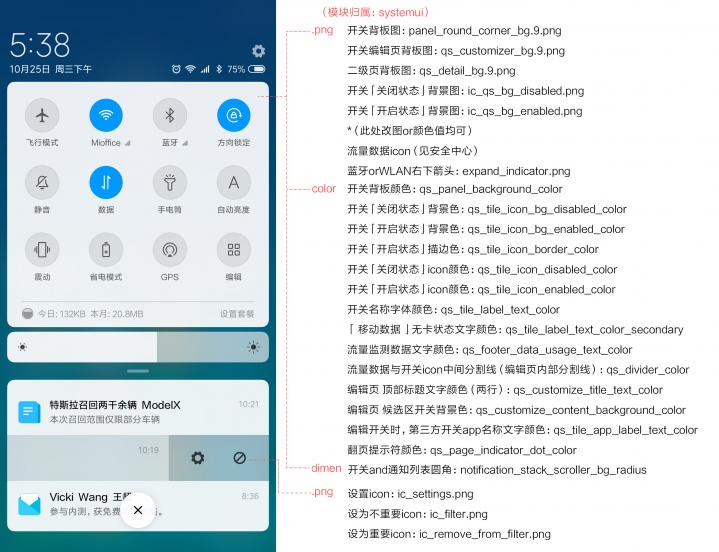 5:38
10月25日 周三下午
75%
飞行模式
Mioffice
蓝牙
方向锁定
静音
数据
手电筒
自动亮度
震动
省电模式
GPS
编辑
今日: 132KB 本月: 20.8MB
设置套餐
特斯拉召回两千余辆 ModelX
10:21
本次召回范围仅限部分车辆
10:19
Vicki Wang 王
8:36
参与内测，获免费
（模块归属: systemui）
.png
开关背板图: panel_round_corner_bg.9.png
开关编辑页背板图: qs_customizer_bg.9.png
二级页背板图: qs_detail_bg.9.png
开关「关闭状态」背景图: ic_qs_bg_disabled.png
开关「开启状态」背景图: ic_qs_bg_enabled.png
*（此处改图or颜色值均可）
流量数据icon（见安全中心）
蓝牙orWLAN右下箭头: expand_indicator.png
color
开关背板颜色: qs_panel_background_color
开关「关闭状态」背景色: qs_tile_icon_bg_disabled_color
开关「开启状态」背景色: qs_tile_icon_bg_enabled_color
开关「开启状态」描边色: qs_tile_icon_border_color
开关「关闭状态」icon颜色: qs_tile_icon_disabled_color
开关「开启状态」icon颜色: qs_tile_icon_enabled_color
开关名称字体颜色: qs_tile_label_text_color
「 移动数据 」无卡状态文字颜色: qs_tile_label_text_color_secondary
流量监测数据文字颜色: qs_footer_data_usage_text_color
流量数据与开关icon中间分割线（编辑页内部分割线）: qs_divider_color
编辑页 顶部标题文字颜色（两行）: qs_customize_title_text_color
编辑页 候选区开关背景色: qs_customize_content_background_color
编辑开关时, 第三方开关app名称文字颜色: qs_tile_app_label_text_color
翻页提示符颜色: qs_page_indicator_dot_color
dimen
开关and通知列表圆角: notification_stack_scroller_bg_radius
.png
设置icon: ic_settings.png
设为不重要icon: ic_filter.png
设为重要icon: ic_remove_from_filter.png